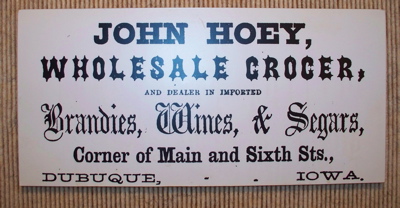 JOHN HOEY,
WHOLESALE GROCER,
AND DEALER IN IMPORTED
Brandies, Wines, & Segars,
Corner of Main and Sixth Sts.,
DUBUQUE, - - IOWA.